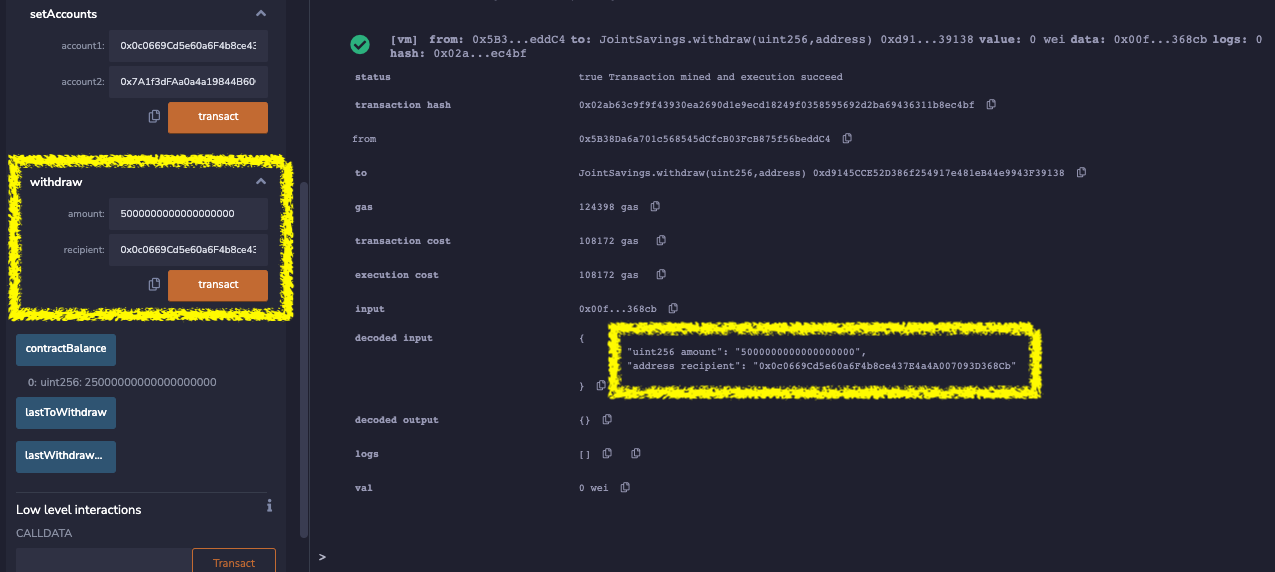 setAccounts
account1: 0x0c0669Cd5e60a6F4b8ce43
account2: 0x7A1f3dFAa0a4a19844B60
transact
withdraw
amount: 5000000000000000000
recipient: 0x0c0669Cd5e60a6F4b8ce43
transact
contractBalance
0: uint256: 25000000000000000000
lastToWithdraw
lastWithdraw...
Low level interactions
i
CALLDATA
Transact
[vm] from: 0x5B3...eddC4 to: JointSavings.withdraw(uint256,address) 0xd91...39138 value: 0 wei data: 0x00f...368cb logs: 0
hash: 0x02a...ec4bf
status true Transaction mined and execution succeed
transaction hash 0x02ab63c9f9f43930ea2690d1e9ecd18249f0358595692d2ba69436311b8ec4bf
from 0x5B38Da6a701c568545dCfcB03FcB875f56beddC4
to JointSavings.withdraw(uint256,address) 0xd9145CCE52D386f254917e481eB44e9943F39138
gas 124398 gas
transaction cost 108172 gas
execution cost 108172 gas
input 0x00f...368cb
decoded input {
"uint256 amount": "5000000000000000000",
"address recipient": "0x0c0669Cd5e60a6F4b8ce437E4a4A007093D368Cb"
}
decoded output {}
logs []
val 0 wei
>